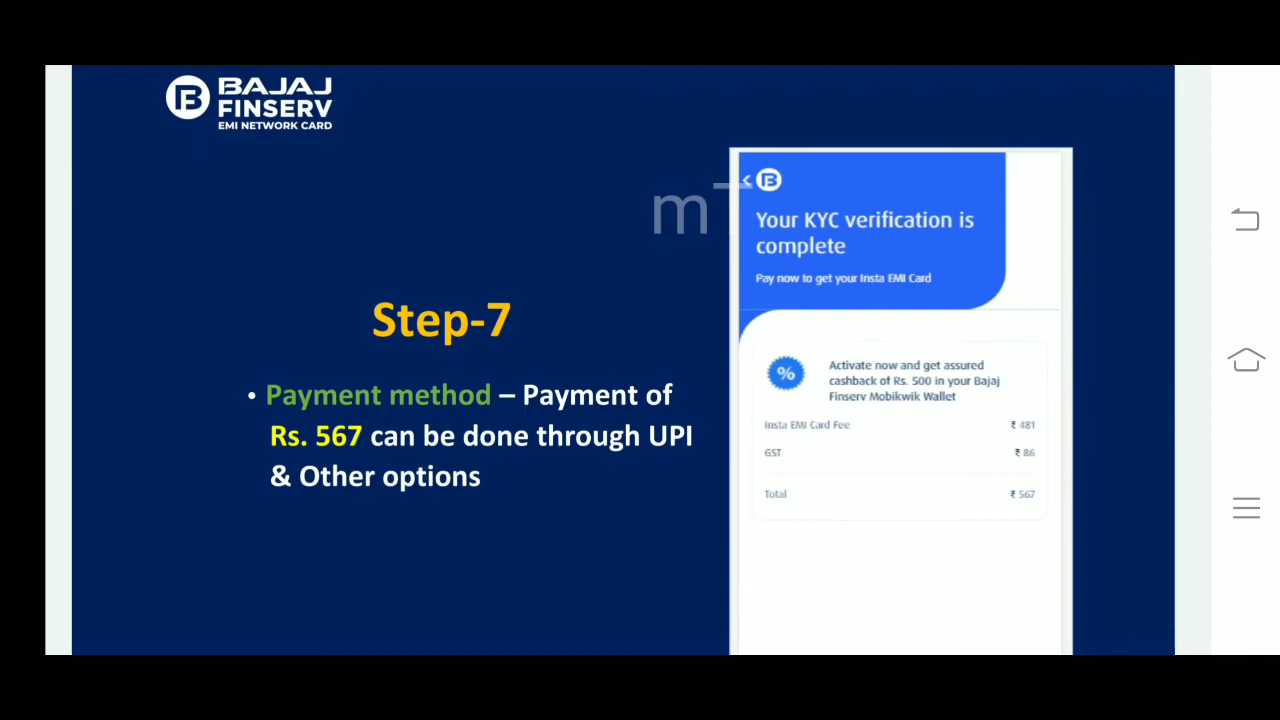 BAJAJ
FINSERV
EMI NETWORK CARD
Step-7
• Payment method – Payment of
Rs. 567 can be done through UPI
& Other options
Your KYC verification is
complete
Pay now to get your Insta EMI Card
%
Activate now and get assured
cashback of Rs. 500 in your Bajaj
Finserv Mobikwik Wallet
Insta EMI Card Fee ₹ 481
GST ₹ 86
Total ₹ 567